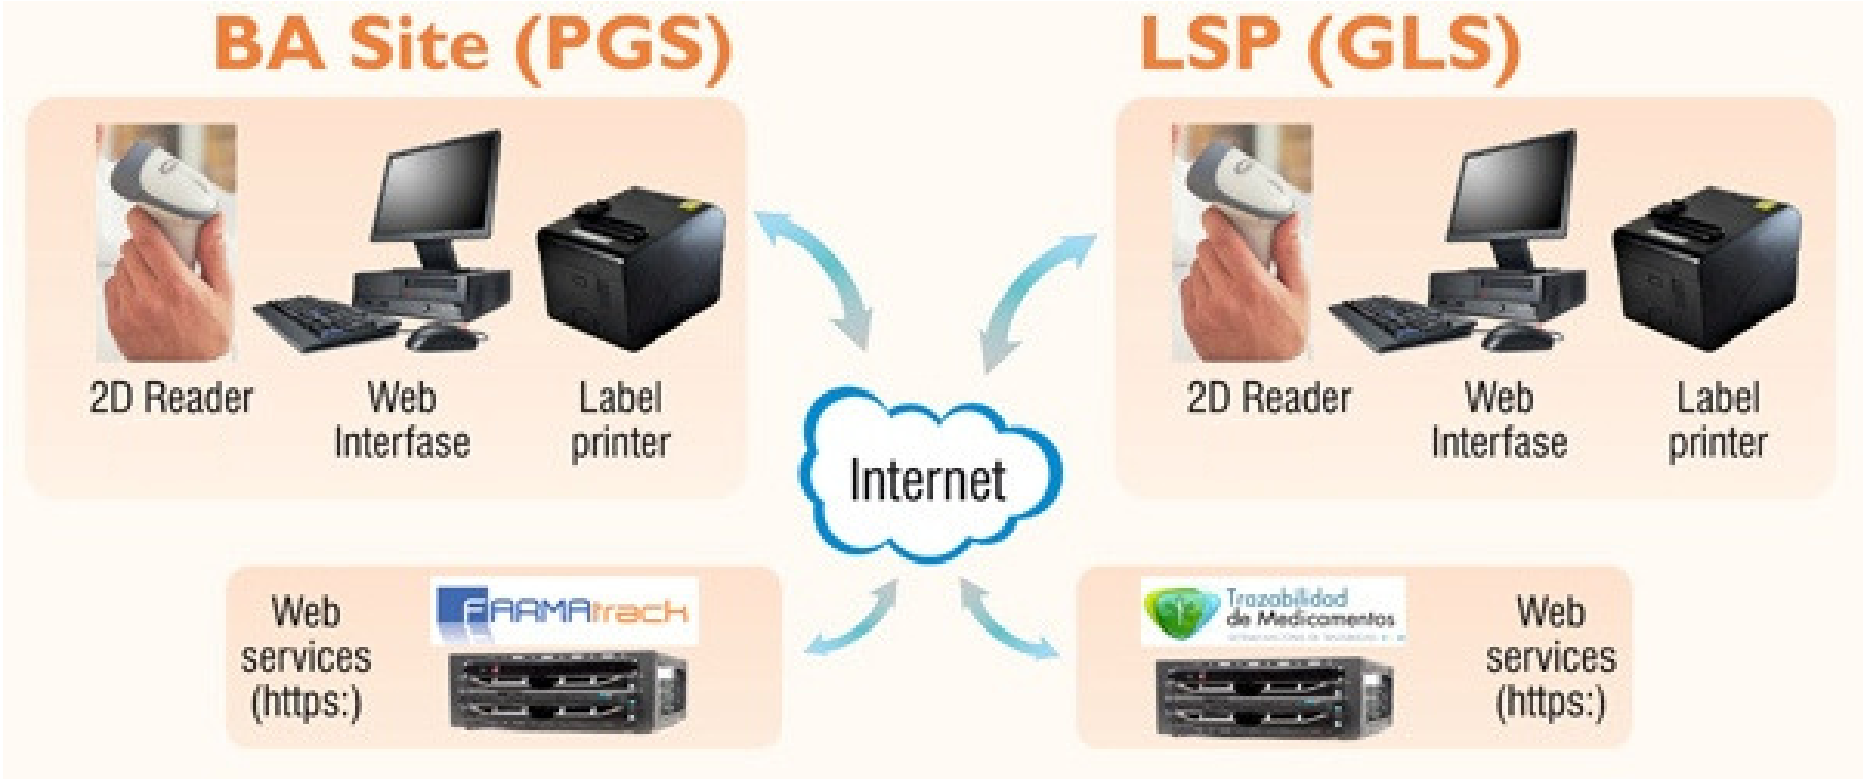 BA Site (PGS)
LSP (GLS)
2D Reader
Web
Interfase
Label
printer
2D Reader
Web
Interfase
Label
printer
Internet
Web
services
(https:)
FARMAtrack
Trazabilidad
de Medicamentos
Web
services
(https:)